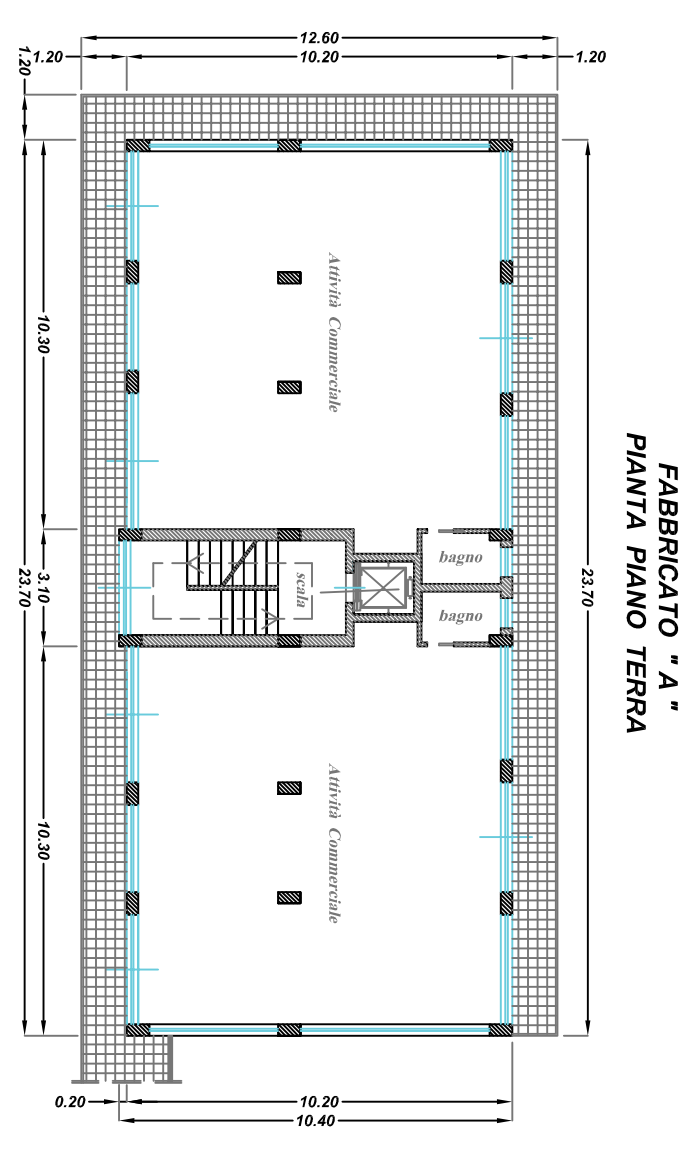 12.60
1.20
10.20
1.20
1.20
10.30
3.10
10.30
23.70
23.70
FABBRICATO " A "
PIANTA PIANO TERRA
Attività Commerciale
bagno
scala
bagno
Attività Commerciale
0.20
10.20
10.40